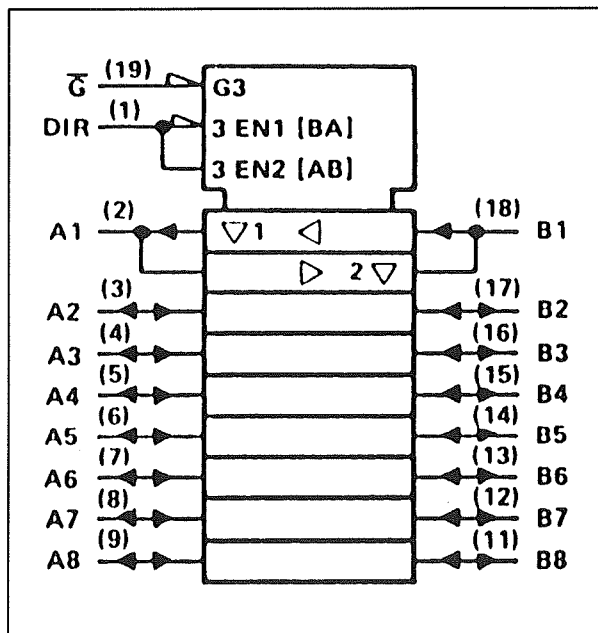 G̅ (19) G3
DIR (1) 3 EN1 [BA]
3 EN2 [AB]
A1 (2) ▽1 ◁ (18) B1
▷ 2▽
A2 (3) (17) B2
A3 (4) (16) B3
A4 (5) (15) B4
A5 (6) (14) B5
A6 (7) (13) B6
A7 (8) (12) B7
A8 (9) (11) B8